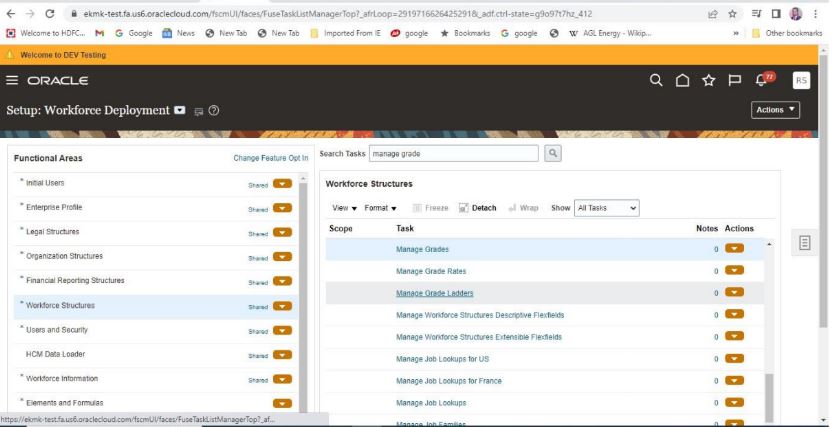 ekmk-test.fa.us6.oraclecloud.com/fscmUI/faces/FuseTaskListManagerTop?_afrLoop=29197166264252918&_adf.ctrl-state=g9o97t7hz_412
Welcome to HDFC... Google News New Tab New Tab Imported From IE google Bookmarks google W AGL Energy - Wikip... » Other bookmarks
Welcome to DEV Testing
ORACLE 77 RS
Setup: Workforce Deployment Actions
Functional Areas Change Feature Opt In Search Tasks manage grade
Workforce Structures
View Format Freeze Detach Wrap Show All Tasks
Scope Task Notes Actions
* Initial Users Shared
* Enterprise Profile Shared
* Legal Structures Shared
* Organization Structures Shared
* Financial Reporting Structures Shared
* Workforce Structures Shared
* Users and Security Shared
HCM Data Loader Shared
* Workforce Information Shared
* Elements and Formulas
Manage Grades 0
Manage Grade Rates 0
Manage Grade Ladders 0
Manage Workforce Structures Descriptive Flexfields 0
Manage Workforce Structures Extensible Flexfields 0
Manage Job Lookups for US 0
Manage Job Lookups for France 0
Manage Job Lookups 0
Manage Job Families 0
https://ekmk-test.fa.us6.oraclecloud.com/fscmUI/faces/FuseTaskListManagerTop?_af...